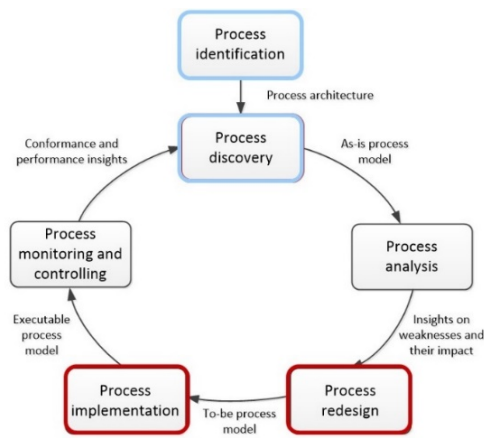 Process
identification
Process architecture
Process
discovery
Conformance and
performance insights
As-is process
model
Process
monitoring and
controlling
Process
analysis
Executable
process
model
Insights on
weaknesses and
their impact
Process
implementation
To-be process
model
Process
redesign